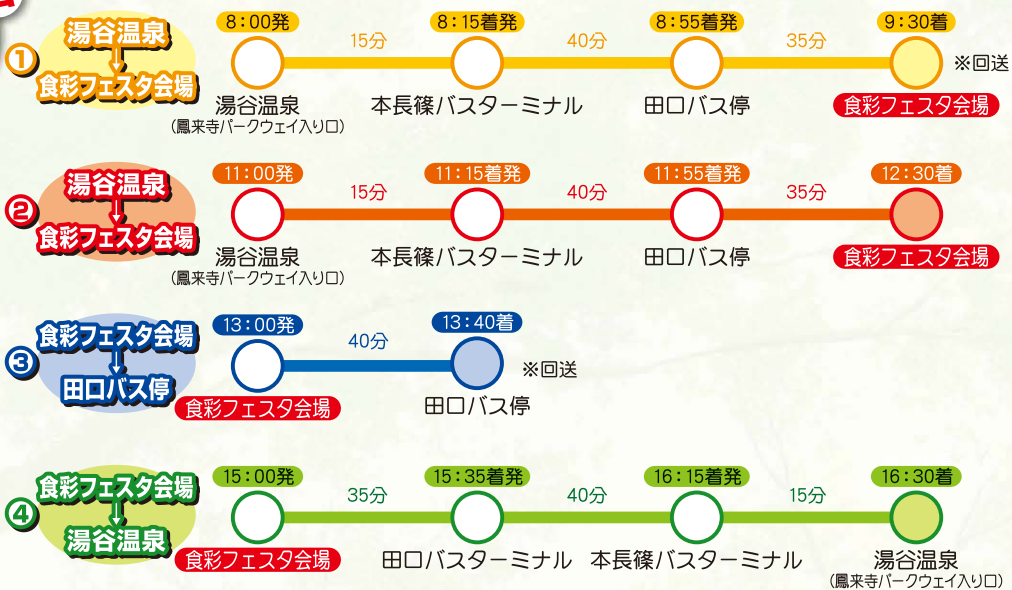 ① 湯谷温泉
↓
食彩フェスタ会場
8:00発 8:15着発 8:55着発 9:30着
15分 40分 35分
※回送
湯谷温泉 本長篠バスターミナル 田口バス停 食彩フェスタ会場
(鳳来寺パークウェイ入り口)
② 湯谷温泉
↓
食彩フェスタ会場
11:00発 11:15着発 11:55着発 12:30着
15分 40分 35分
湯谷温泉 本長篠バスターミナル 田口バス停 食彩フェスタ会場
(鳳来寺パークウェイ入り口)
③ 食彩フェスタ会場
↓
田口バス停
13:00発 13:40着
40分
※回送
食彩フェスタ会場 田口バス停
④ 食彩フェスタ会場
↓
湯谷温泉
15:00発 15:35着発 16:15着発 16:30着
35分 40分 15分
食彩フェスタ会場 田口バスターミナル 本長篠バスターミナル 湯谷温泉
(鳳来寺パークウェイ入り口)